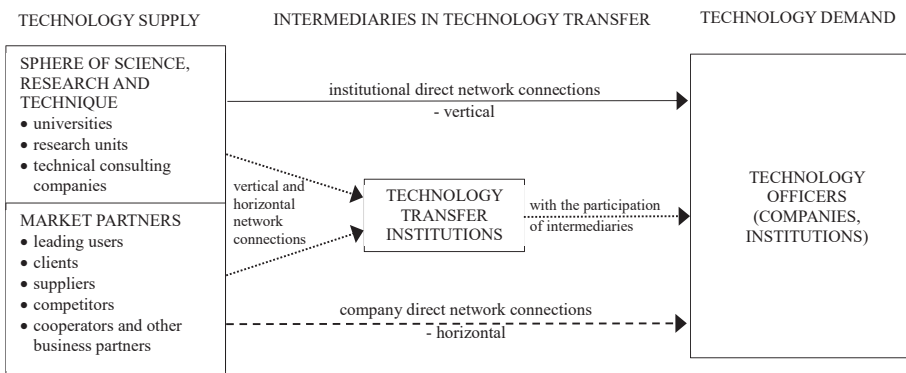 TECHNOLOGY SUPPLY
INTERMEDIARIES IN TECHNOLOGY TRANSFER
TECHNOLOGY DEMAND
SPHERE OF SCIENCE,
RESEARCH AND
TECHNIQUE
• universities
• research units
• technical consulting
companies
MARKET PARTNERS
• leading users
• clients
• suppliers
• competitors
• cooperators and other
business partners
institutional direct network connections
- vertical
vertical and
horizontal
network
connections
TECHNOLOGY
TRANSFER
INSTITUTIONS
with the participation
of intermediaries
company direct network connections
- horizontal
TECHNOLOGY
OFFICERS
(COMPANIES,
INSTITUTIONS)